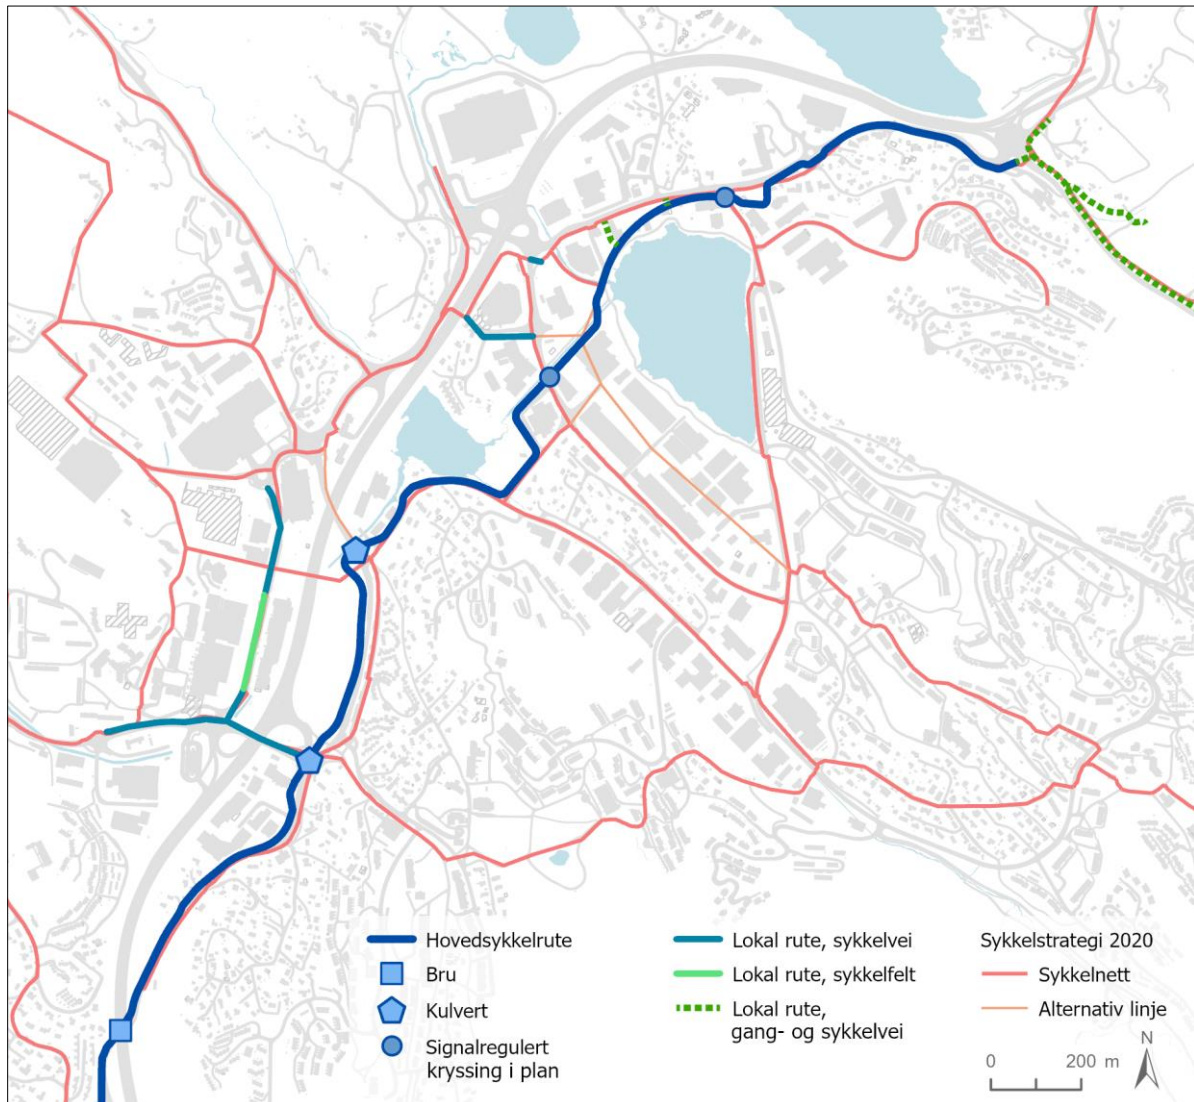 Hovedsykkelrute
Bru
Kulvert
Signalregulert
kryssing i plan
Lokal rute, sykkelvei
Lokal rute, sykkelfelt
Lokal rute,
gang- og sykkelvei
Sykkelstrategi 2020
Sykkelnett
Alternativ linje
N
0 200 m